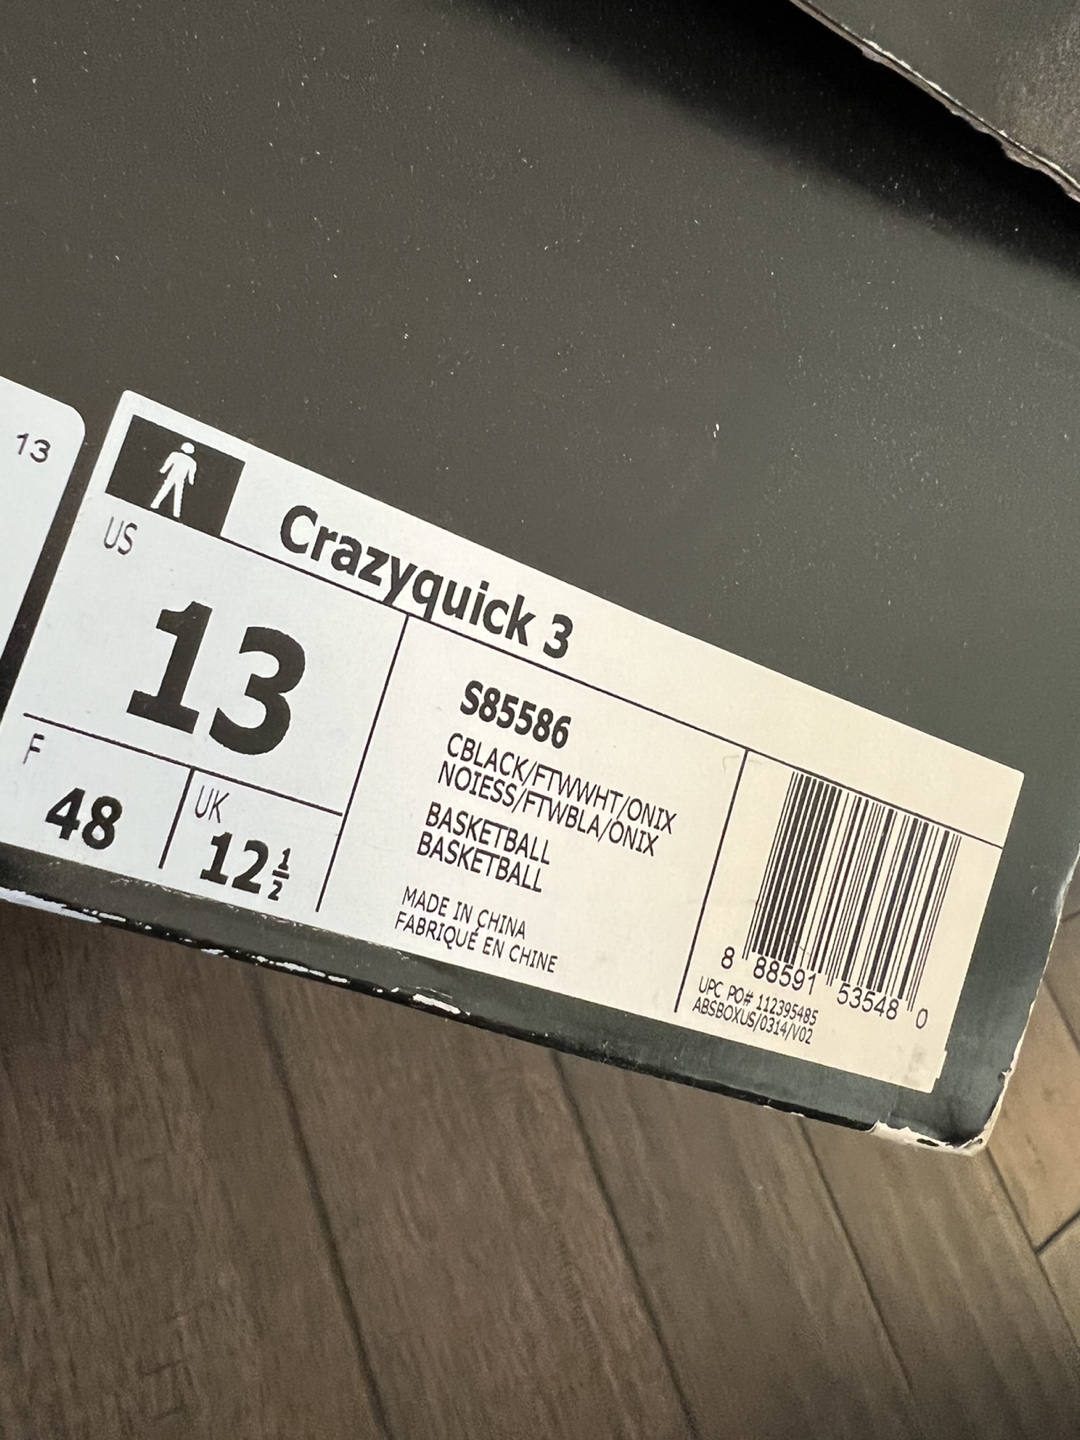 13
Crazyquick 3
US
13
F
48
UK
12½
S85586
CBLACK/FTWWHT/ONIX
NOIESS/FTWBLA/ONIX
BASKETBALL
BASKETBALL
MADE IN CHINA
FABRIQUÉ EN CHINE
8 88591 53548 0
UPC PO# 112395485
ABSBOXUS/0314/V02